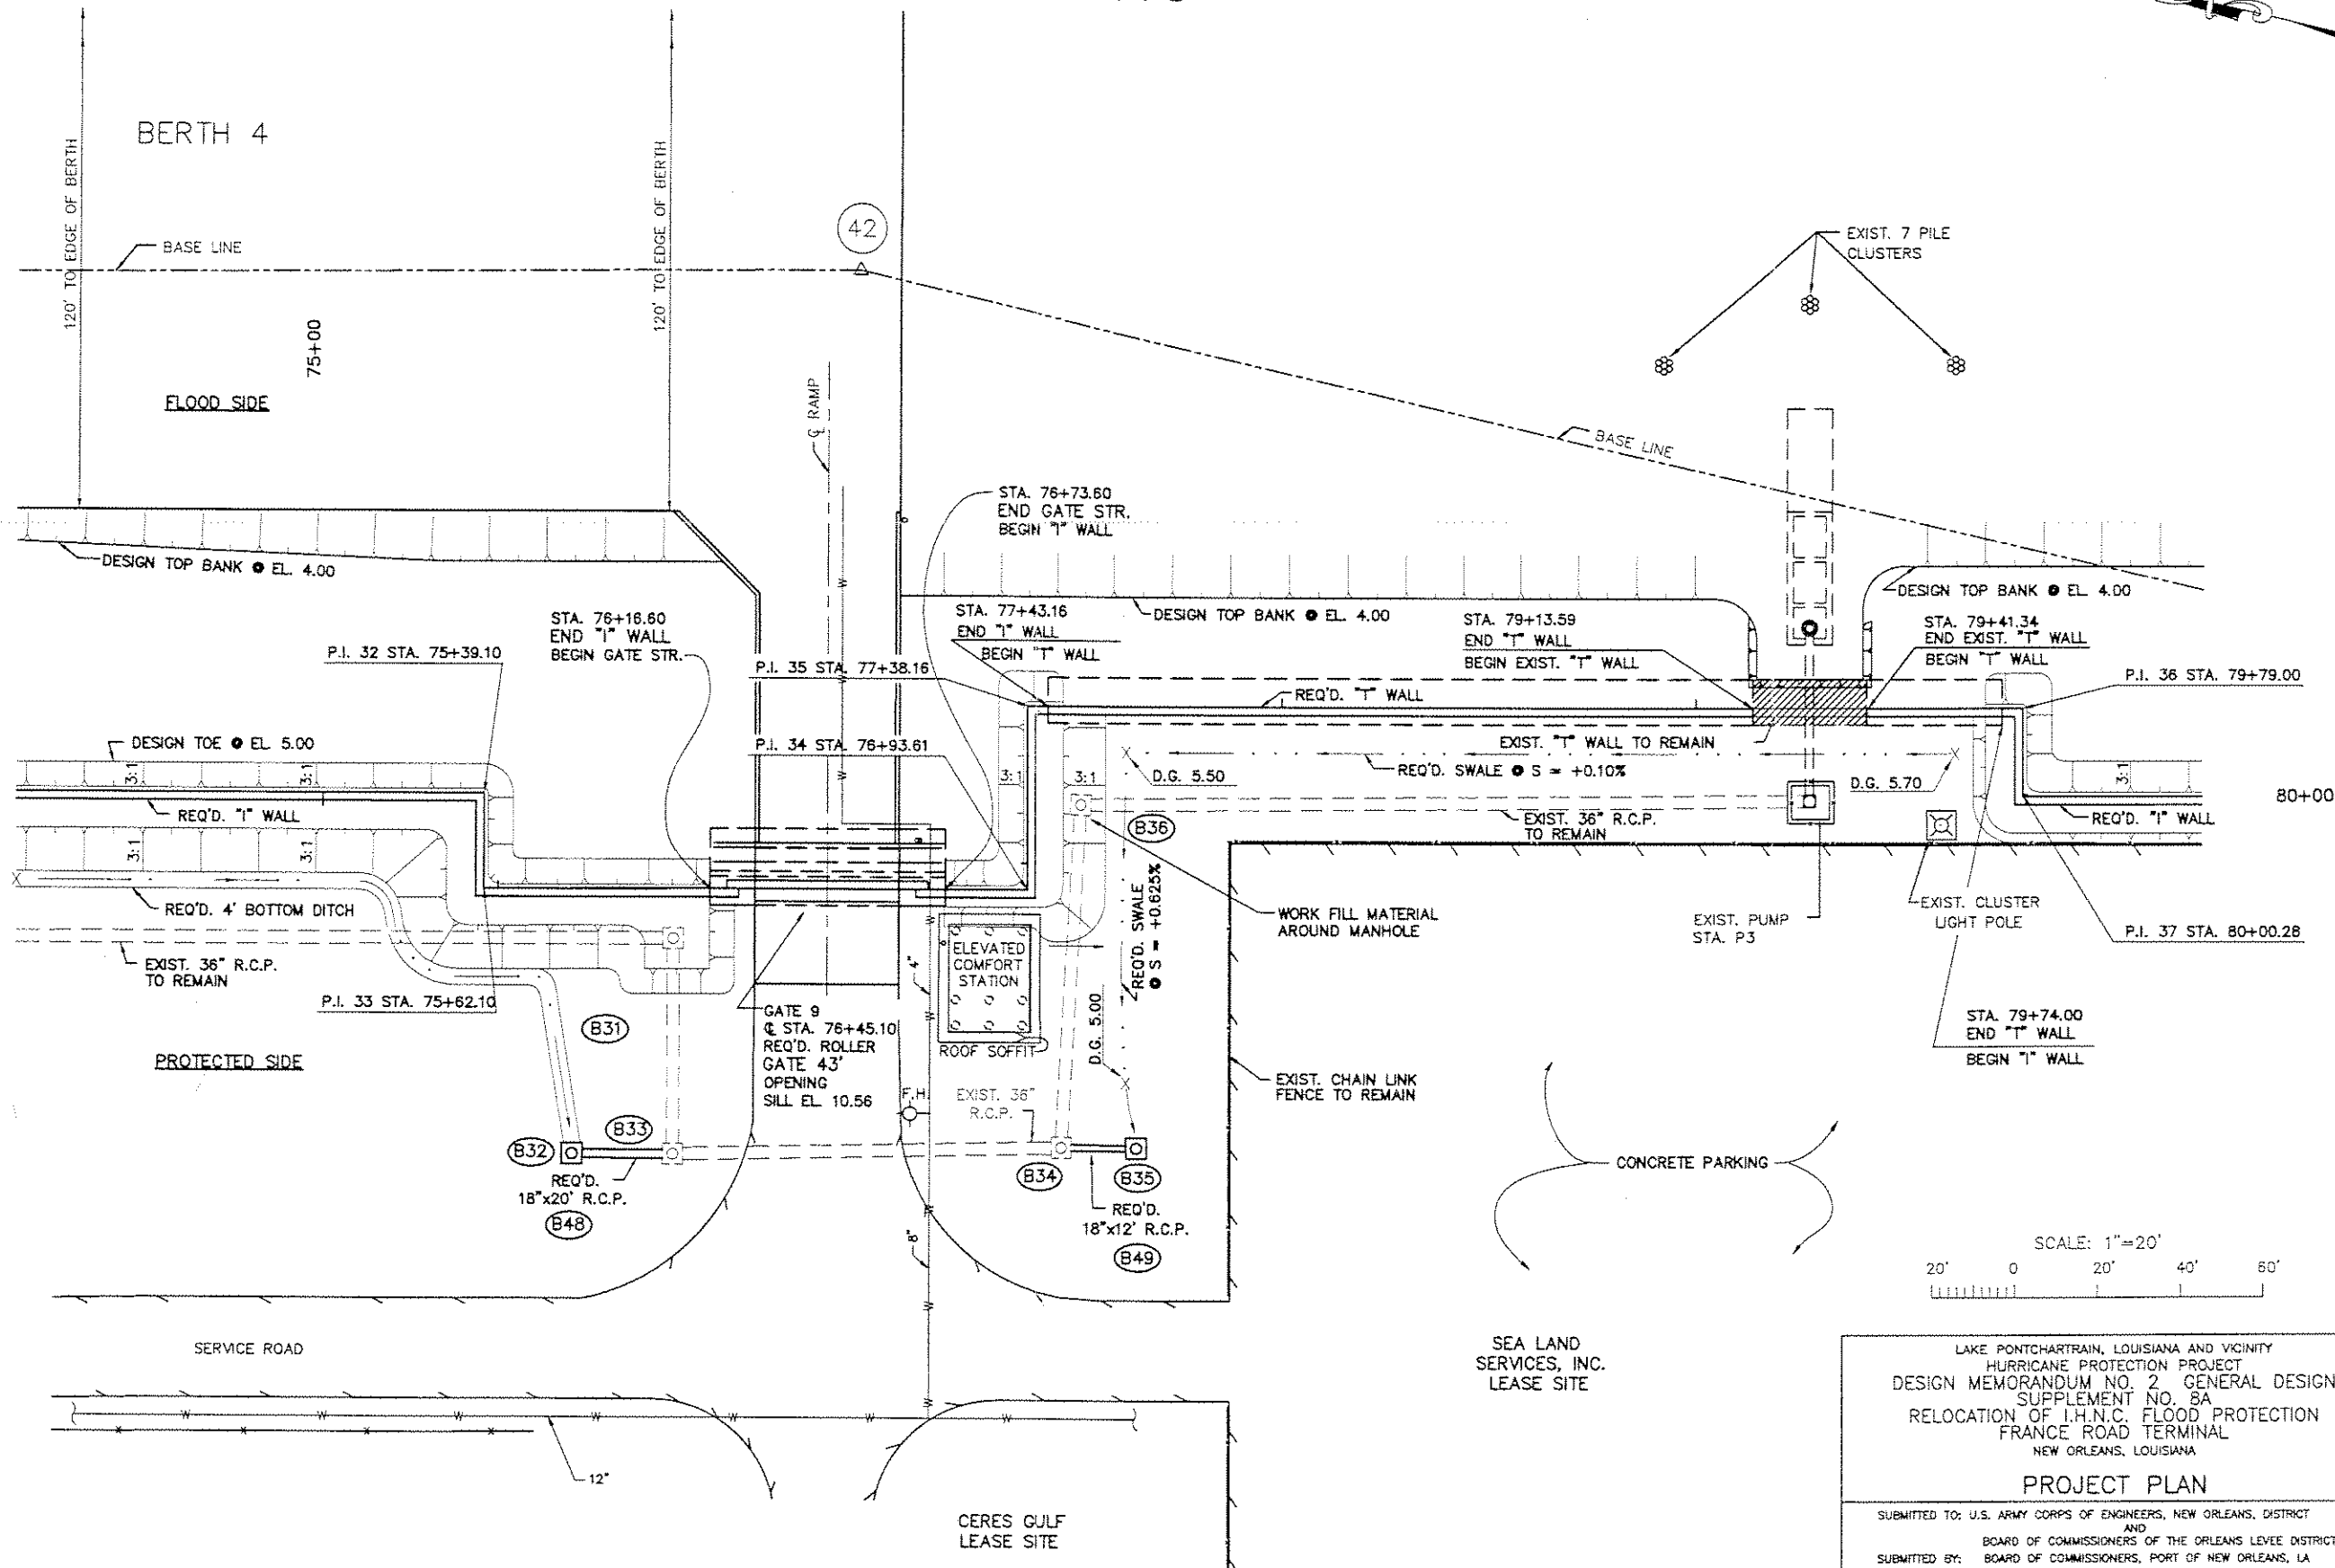 BERTH 4
120' TO EDGE OF BERTH
120' TO EDGE OF BERTH
BASE LINE
75+00
FLOOD SIDE
42
℄ RAMP
EXIST. 7 PILE
CLUSTERS
BASE LINE
DESIGN TOP BANK @ EL. 4.00
STA. 76+73.60
END GATE STR.
BEGIN "I" WALL
STA. 76+16.60
END "I" WALL
BEGIN GATE STR.
P.I. 32 STA. 75+39.10
STA. 77+43.16
END "I" WALL
BEGIN "T" WALL
DESIGN TOP BANK @ EL. 4.00
STA. 79+13.59
END "T" WALL
BEGIN EXIST. "T" WALL
DESIGN TOP BANK @ EL. 4.00
STA. 79+41.34
END EXIST. "T" WALL
BEGIN "T" WALL
P.I. 35 STA. 77+38.16
REQ'D. "T" WALL
P.I. 36 STA. 79+79.00
DESIGN TOE @ EL. 5.00
P.I. 34 STA. 76+93.61
EXIST. "T" WALL TO REMAIN
3:1
3:1
3:1
3:1
D.G. 5.50
REQ'D. SWALE @ S = +0.10%
D.G. 5.70
3:1
80+00
REQ'D. "I" WALL
B36
EXIST. 36" R.C.P.
TO REMAIN
REQ'D. "I" WALL
3:1
3:1
REQ'D. SWALE
@ S = +0.625%
REQ'D. 4' BOTTOM DITCH
WORK FILL MATERIAL
AROUND MANHOLE
EXIST. PUMP
STA. P3
EXIST. CLUSTER
LIGHT POLE
P.I. 37 STA. 80+00.28
EXIST. 36" R.C.P.
TO REMAIN
ELEVATED
COMFORT
STATION
4"
P.I. 33 STA. 75+62.10
B31
GATE 9
℄ STA. 76+45.10
REQ'D. ROLLER
GATE 43'
OPENING
SILL EL. 10.56
ROOF SOFFIT
D.G. 5.00
STA. 79+74.00
END "T" WALL
BEGIN "I" WALL
PROTECTED SIDE
EXIST. CHAIN LINK
FENCE TO REMAIN
F.H.
EXIST. 36"
R.C.P.
B32
B33
REQ'D.
18"x20' R.C.P.
B48
B34
B35
REQ'D.
18"x12' R.C.P.
B49
CONCRETE PARKING
8"
SCALE: 1"=20'
20' 0 20' 40' 60'
SERVICE ROAD
SEA LAND
SERVICES, INC.
LEASE SITE
W W W W W W W
12"
CERES GULF
LEASE SITE
LAKE PONTCHARTRAIN, LOUISIANA AND VICINITY
HURRICANE PROTECTION PROJECT
DESIGN MEMORANDUM NO. 2 GENERAL DESIGN
SUPPLEMENT NO. 8A
RELOCATION OF I.H.N.C. FLOOD PROTECTION
FRANCE ROAD TERMINAL
NEW ORLEANS, LOUISIANA
PROJECT PLAN
SUBMITTED TO: U.S. ARMY CORPS OF ENGINEERS, NEW ORLEANS, DISTRICT
AND
BOARD OF COMMISSIONERS OF THE ORLEANS LEVEE DISTRICT
SUBMITTED BY: BOARD OF COMMISSIONERS, PORT OF NEW ORLEANS, LA